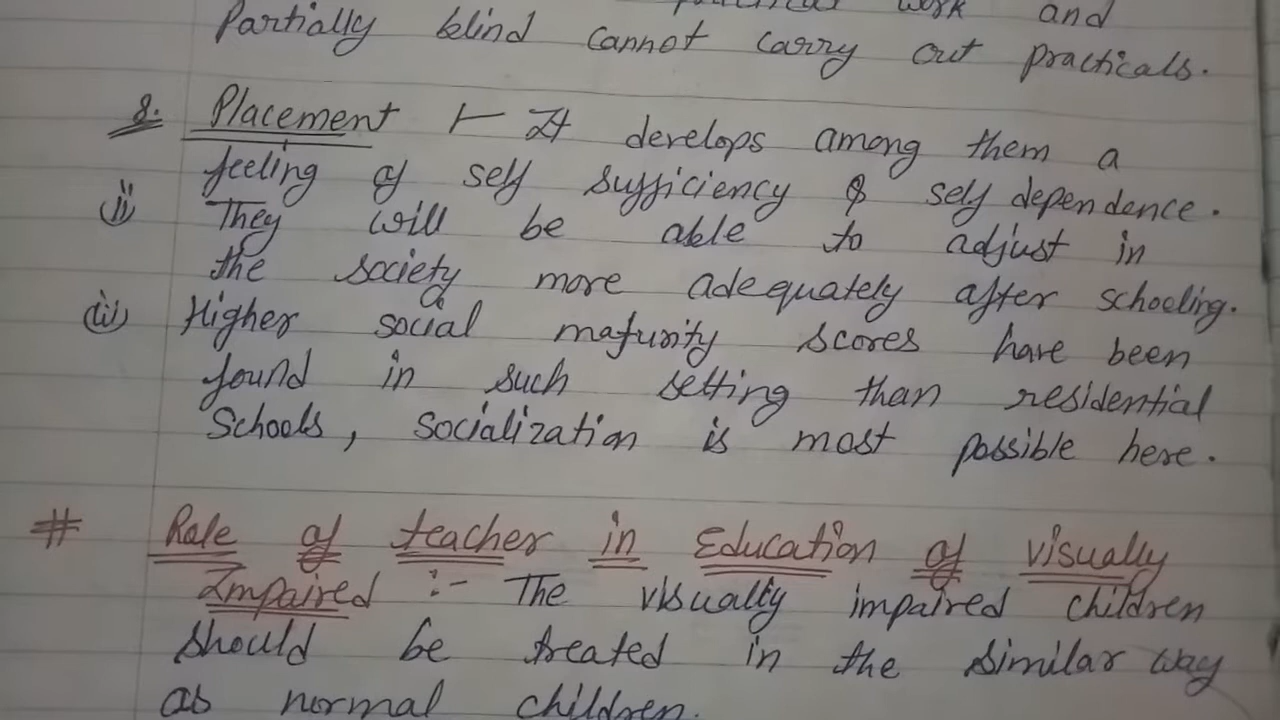 work and
Partially blind cannot carry out practicals.
8. Placement :- It develops among them a
feeling of self sufficiency & self dependence.
(ii) They will be able to adjust in
the society more adequately after schooling.
(iii) Higher social maturity scores have been
found in such setting than residential
Schools, socialization is most possible here.
# Role of teacher in Education of visually
Impaired :- The visually impaired children
should be treated in the similar way
as normal children.